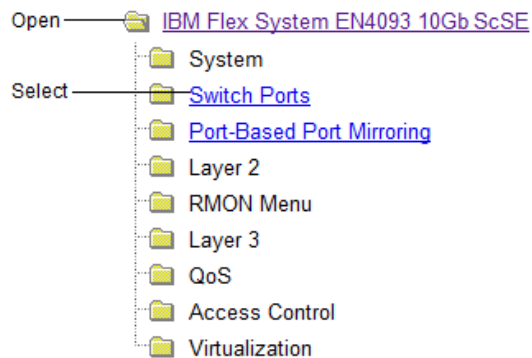 Open IBM Flex System EN4093 10Gb ScSE
System
Select Switch Ports
Port-Based Port Mirroring
Layer 2
RMON Menu
Layer 3
QoS
Access Control
Virtualization